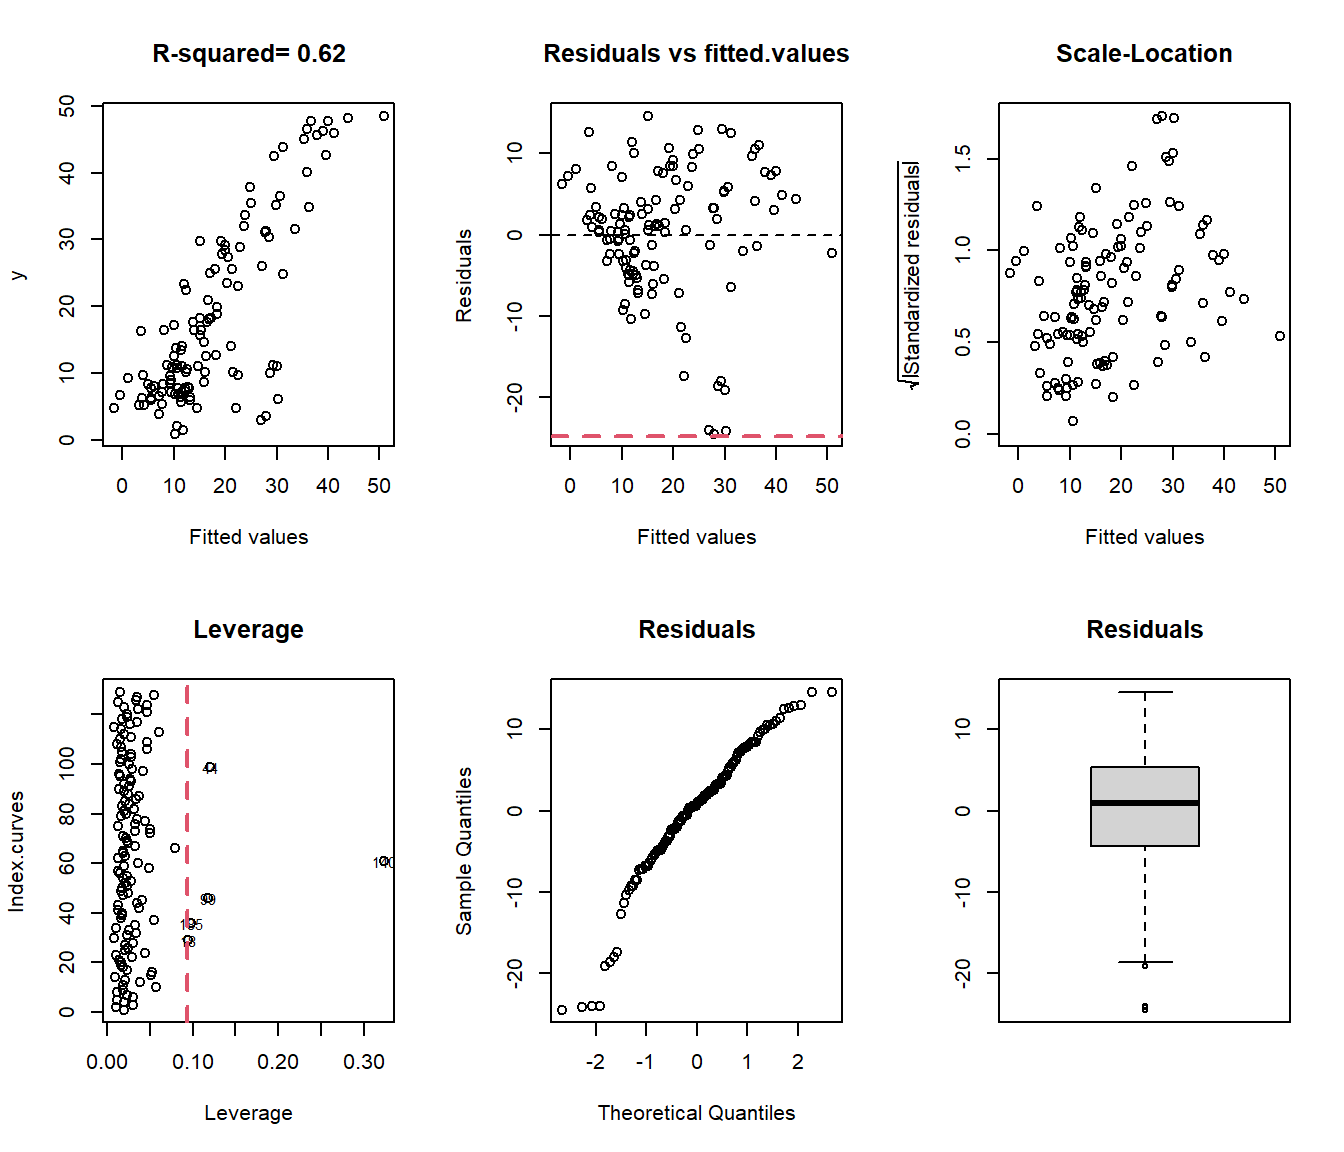 R-squared= 0.62
y
0 10 20 30 40 50
0 10 20 30 40 50
Fitted values
Residuals vs fitted.values
Residuals
-20 -10 0 10
0 10 20 30 40 50
Fitted values
Scale-Location
√|Standardized residuals|
0.0 0.5 1.0 1.5
0 10 20 30 40 50
Fitted values
Leverage
Index.curves
0 20 40 60 80 100
44
140
99
18
0.00 0.10 0.20 0.30
Leverage
Residuals
Sample Quantiles
-20 -10 0 10
-2 -1 0 1 2
Theoretical Quantiles
Residuals
-20 -10 0 10